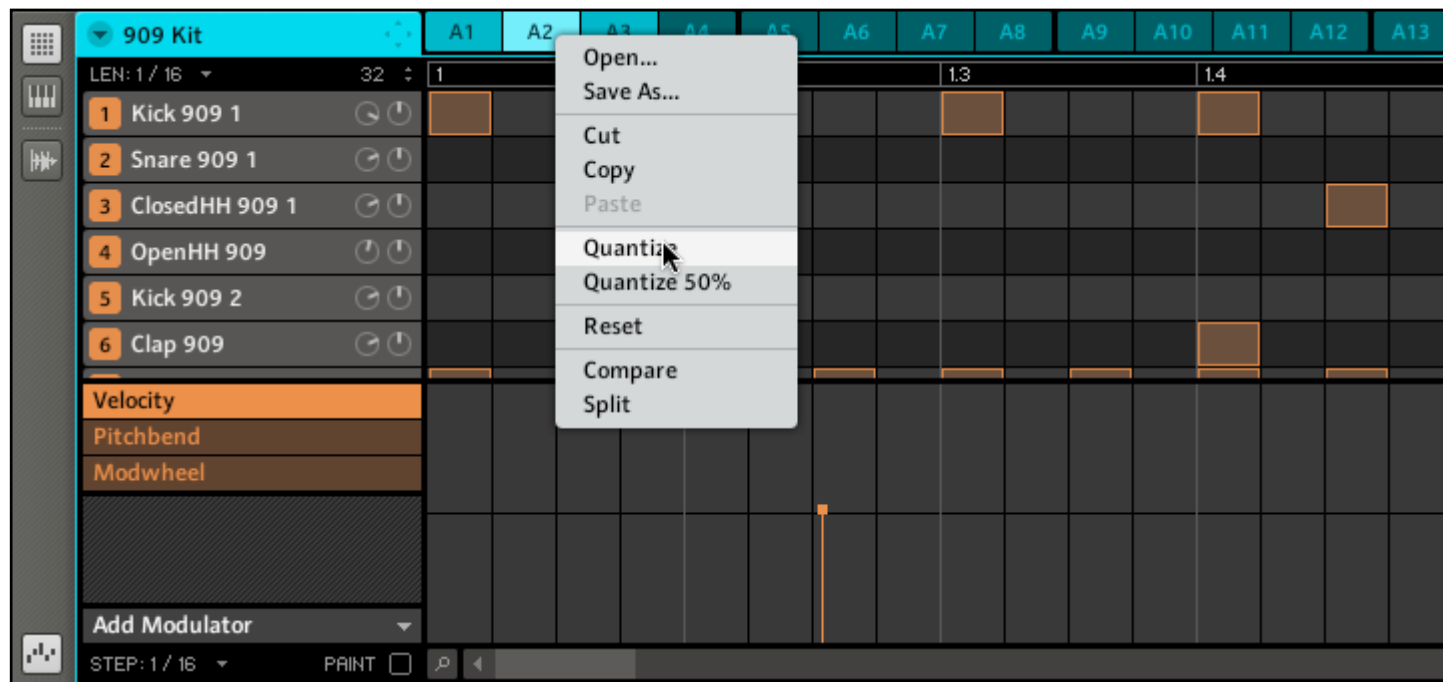 909 Kit A1 A2 A3 A4 A5 A6 A7 A8 A9 A10 A11 A12 A13
LEN: 1 / 16 32 1 1.3 1.4
1 Kick 909 1
2 Snare 909 1
3 ClosedHH 909 1
4 OpenHH 909
5 Kick 909 2
6 Clap 909
Open...
Save As...
Cut
Copy
Paste
Quantize
Quantize 50%
Reset
Compare
Split
Velocity
Pitchbend
Modwheel
Add Modulator
STEP: 1 / 16 PAINT